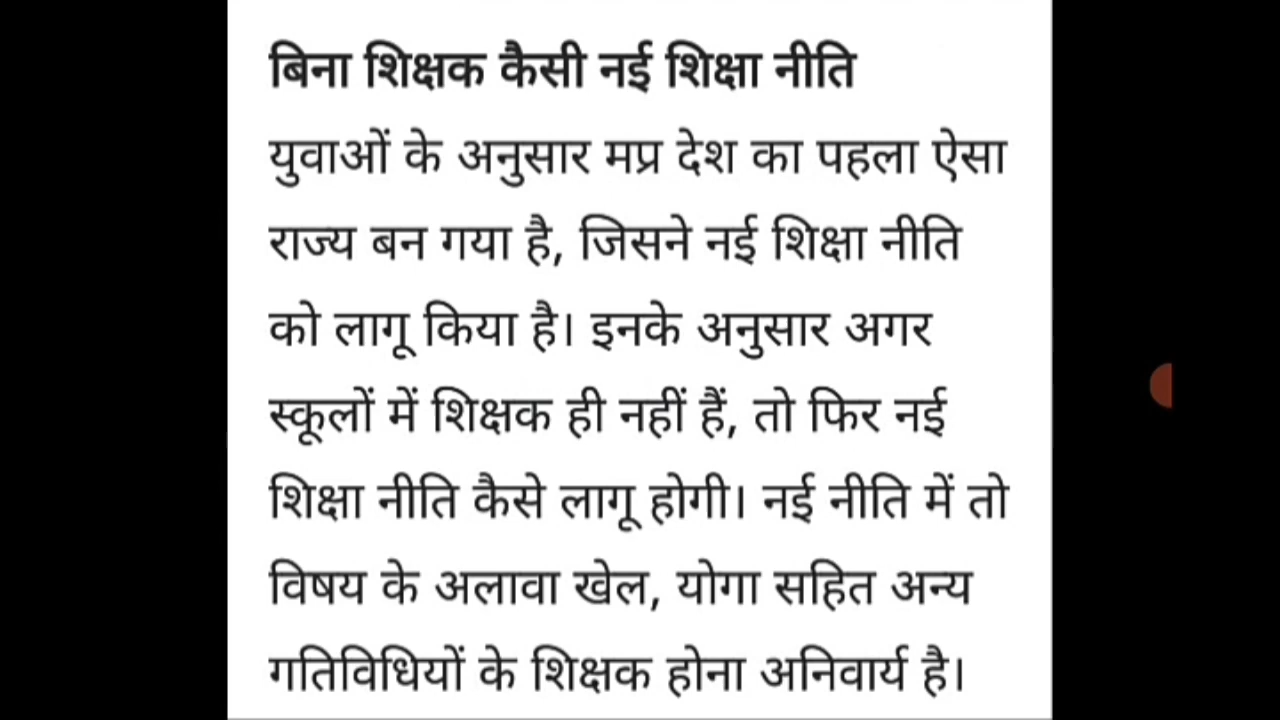 बिना शिक्षक कैसी नई शिक्षा नीति
युवाओं के अनुसार मप्र देश का पहला ऐसा
राज्य बन गया है, जिसने नई शिक्षा नीति
को लागू किया है। इनके अनुसार अगर
स्कूलों में शिक्षक ही नहीं हैं, तो फिर नई
शिक्षा नीति कैसे लागू होगी। नई नीति में तो
विषय के अलावा खेल, योगा सहित अन्य
गतिविधियों के शिक्षक होना अनिवार्य है।